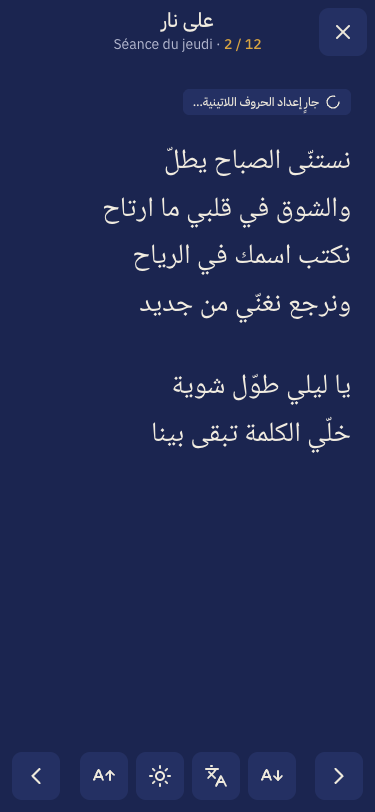 على نار
Séance du jeudi · 2 / 12
جارٍ إعداد الحروف اللاتينية...
نستنّى الصباح يطلّ
والشوق في قلبي ما ارتاح
نكتب اسمك في الرياح
ونرجع نغنّي من جديد
يا ليلي طوّل شوية
خلّي الكلمة تبقى بينا
A↑
A↓